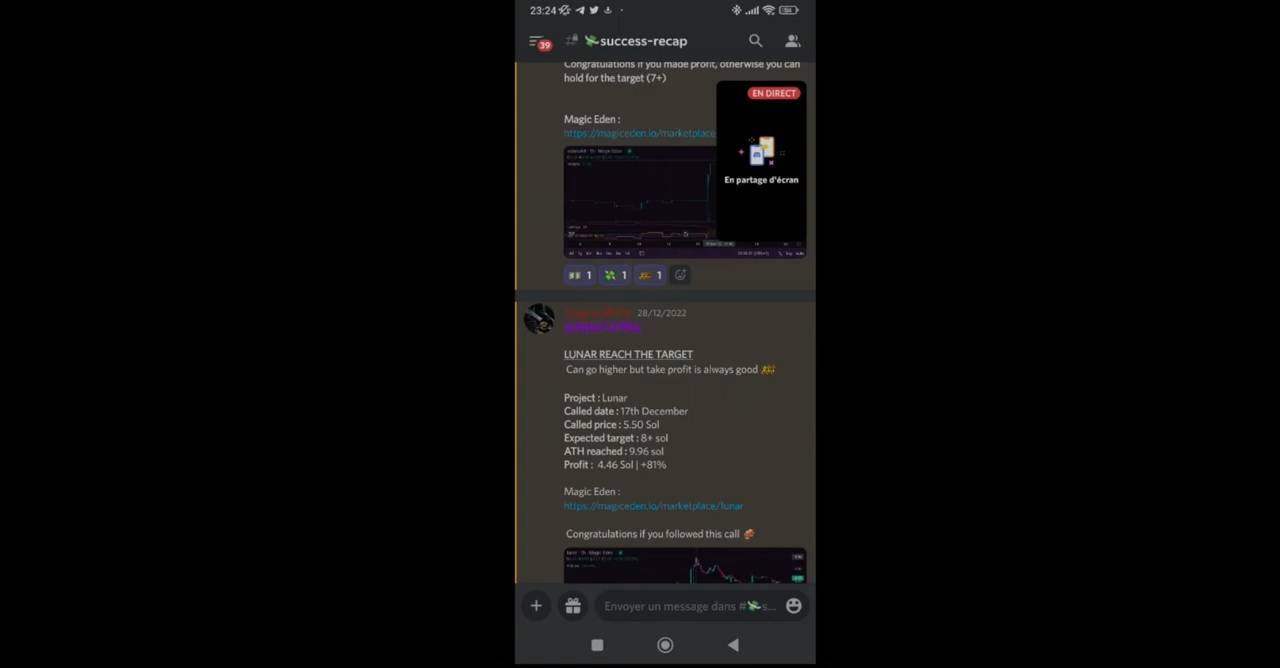 23:24
39
success-recap
Congratulations if you made profit, otherwise you can
hold for the target (7+)
EN DIRECT
Magic Eden :
https://magiceden.io/marketplace
En partage d'écran
1 1 1
28/12/2022
LUNAR REACH THE TARGET
Can go higher but take profit is always good
Project : Lunar
Called date : 17th December
Called price : 5.50 Sol
Expected target : 8+ sol
ATH reached : 9.96 sol
Profit : 4.46 Sol | +81%
Magic Eden :
https://magiceden.io/marketplace/lunar
Congratulations if you followed this call
Envoyer un message dans # s...